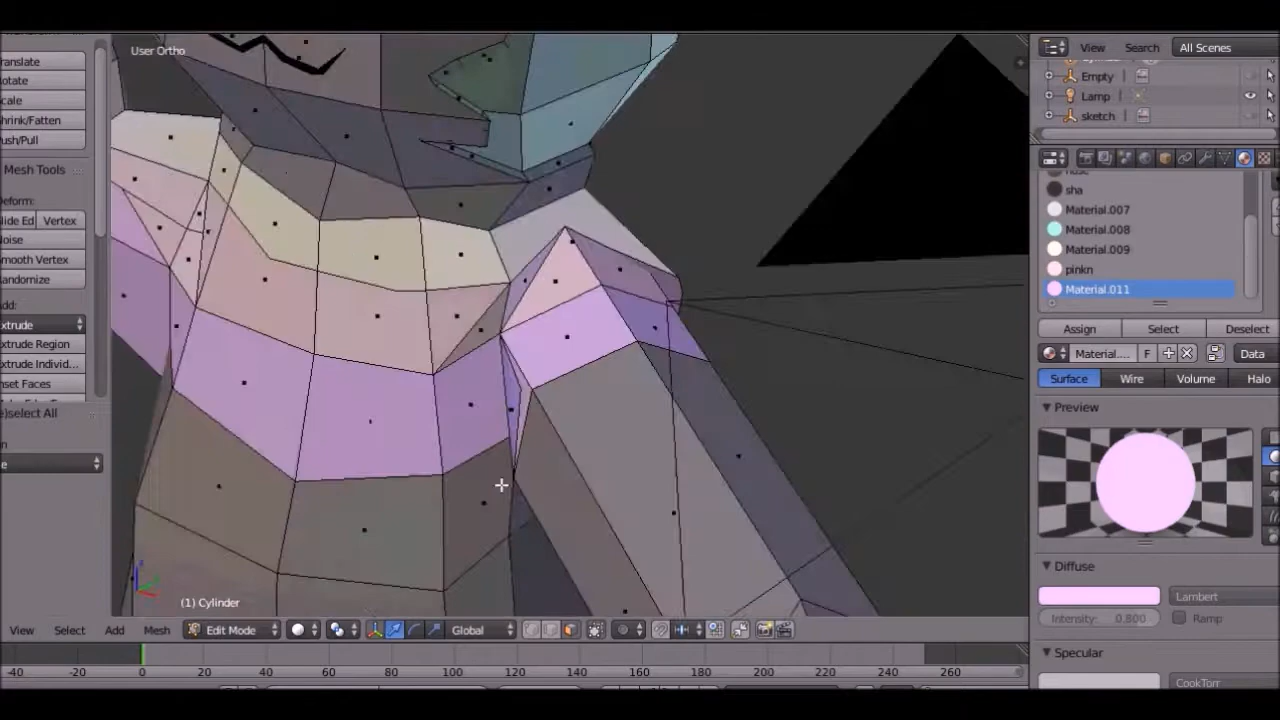 User Ortho
View Search All Scenes
Empty
Lamp
sketch
ranslate
otate
cale
hrink/Fatten
ush/Pull
Mesh Tools
eform:
lide Ed Vertex
Noise
mooth Vertex
andomize
dd:
xtrude
xtrude Region
xtrude Individ...
nset Faces
e)select All
n
e
sha
Material.007
Material.008
Material.009
pinkn
Material.011
Assign Select Deselect
Material.... F Data
Surface Wire Volume Halo
Preview
Diffuse
Lambert
Intensity: 0.800 Ramp
Specular
CookTorr
(1) Cylinder
View Select Add Mesh Edit Mode Global
-40 -20 0 20 40 60 80 100 120 140 160 180 200 220 240 260